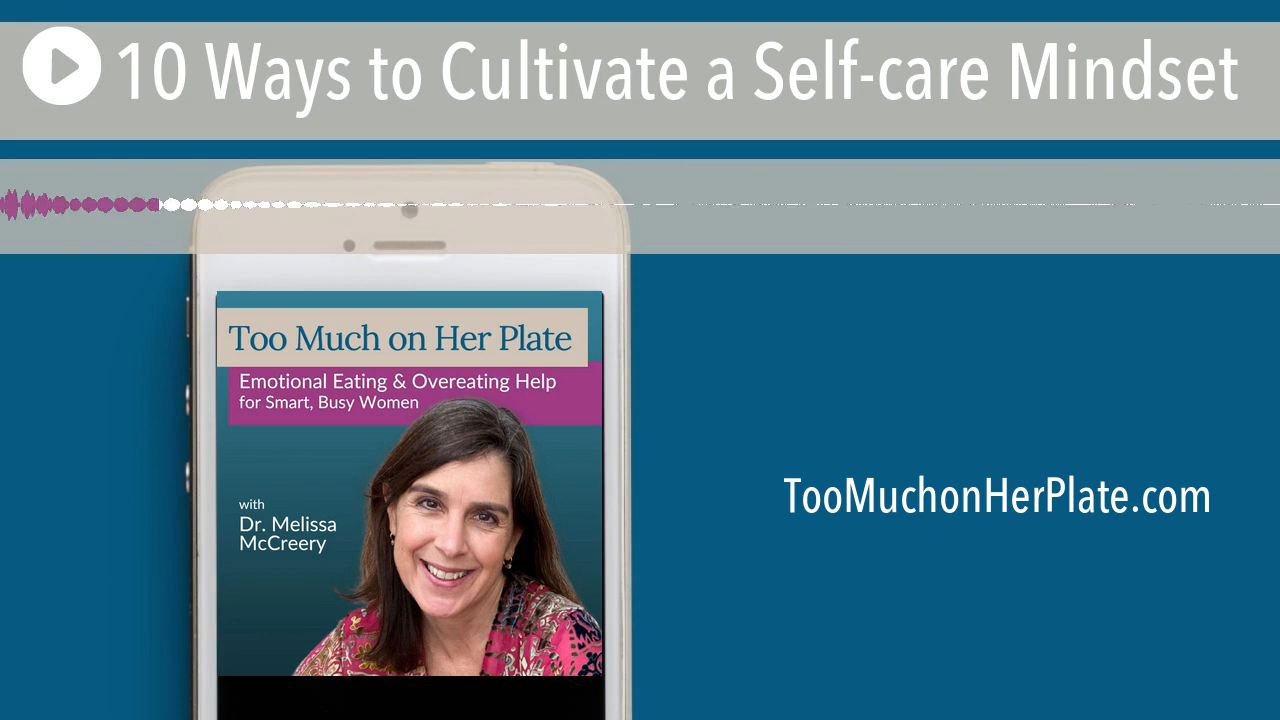 10 Ways to Cultivate a Self-care Mindset
Too Much on Her Plate
Emotional Eating & Overeating Help
for Smart, Busy Women
with
Dr. Melissa
McCreery
TooMuchonHerPlate.com